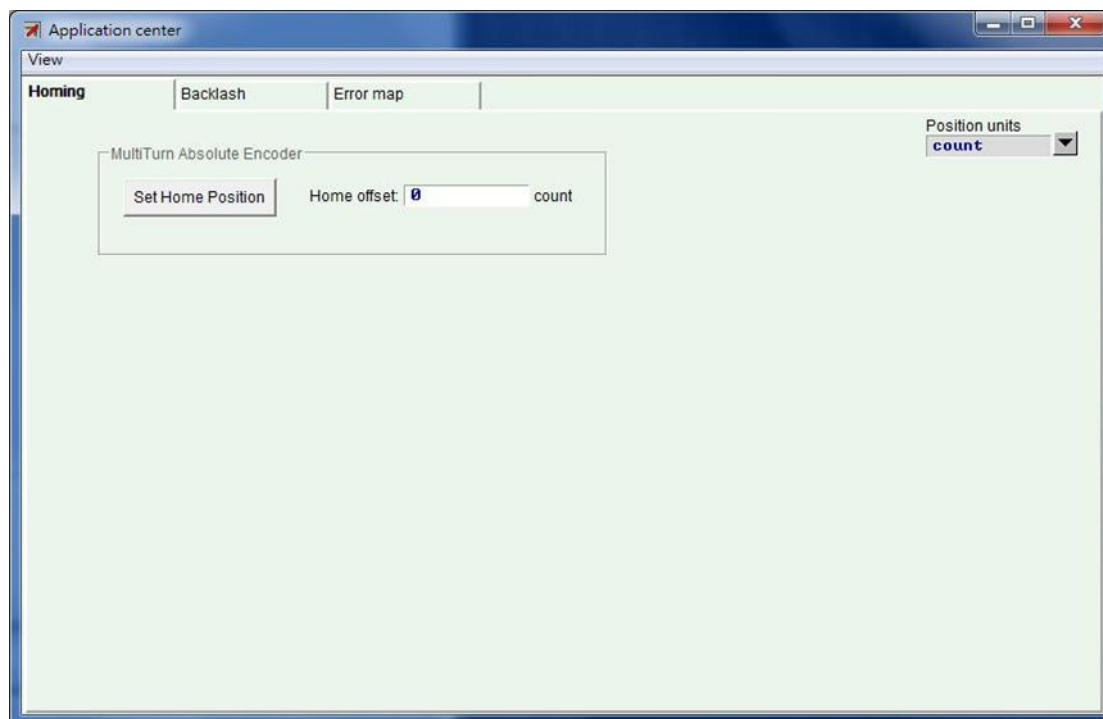 Application center
View
Homing Backlash Error map
Position units
count
MultiTurn Absolute Encoder
Set Home Position Home offset: 0 count